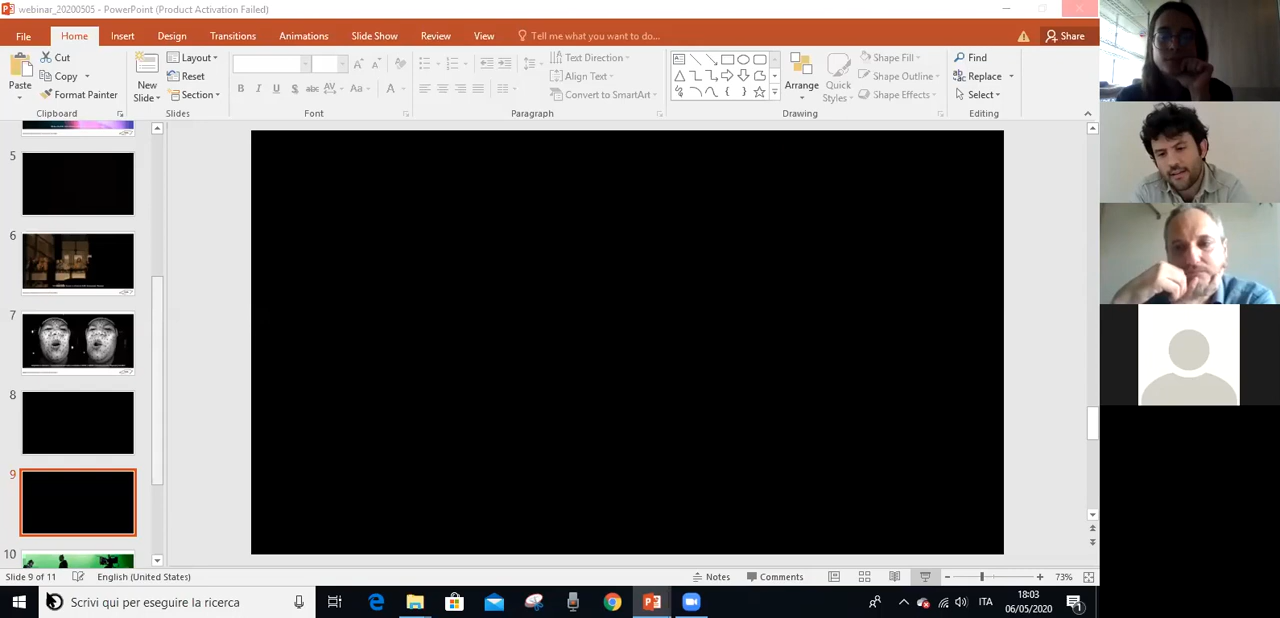 webinar_20200505 - PowerPoint (Product Activation Failed)
File Home Insert Design Transitions Animations Slide Show Review View Tell me what you want to do... Share
Paste
Cut
Copy
Format Painter
Clipboard
New
Slide
Layout
Reset
Section
Slides
B I U S abc AV Aa A
Font
Text Direction
Align Text
Convert to SmartArt
Paragraph
Arrange
Quick
Styles
Shape Fill
Shape Outline
Shape Effects
Drawing
Find
Replace
Select
Editing
5
6
7
8
9
10
Slide 9 of 11 English (United States) Notes Comments 73%
Scrivi qui per eseguire la ricerca ITA 18:03
06/05/2020 1